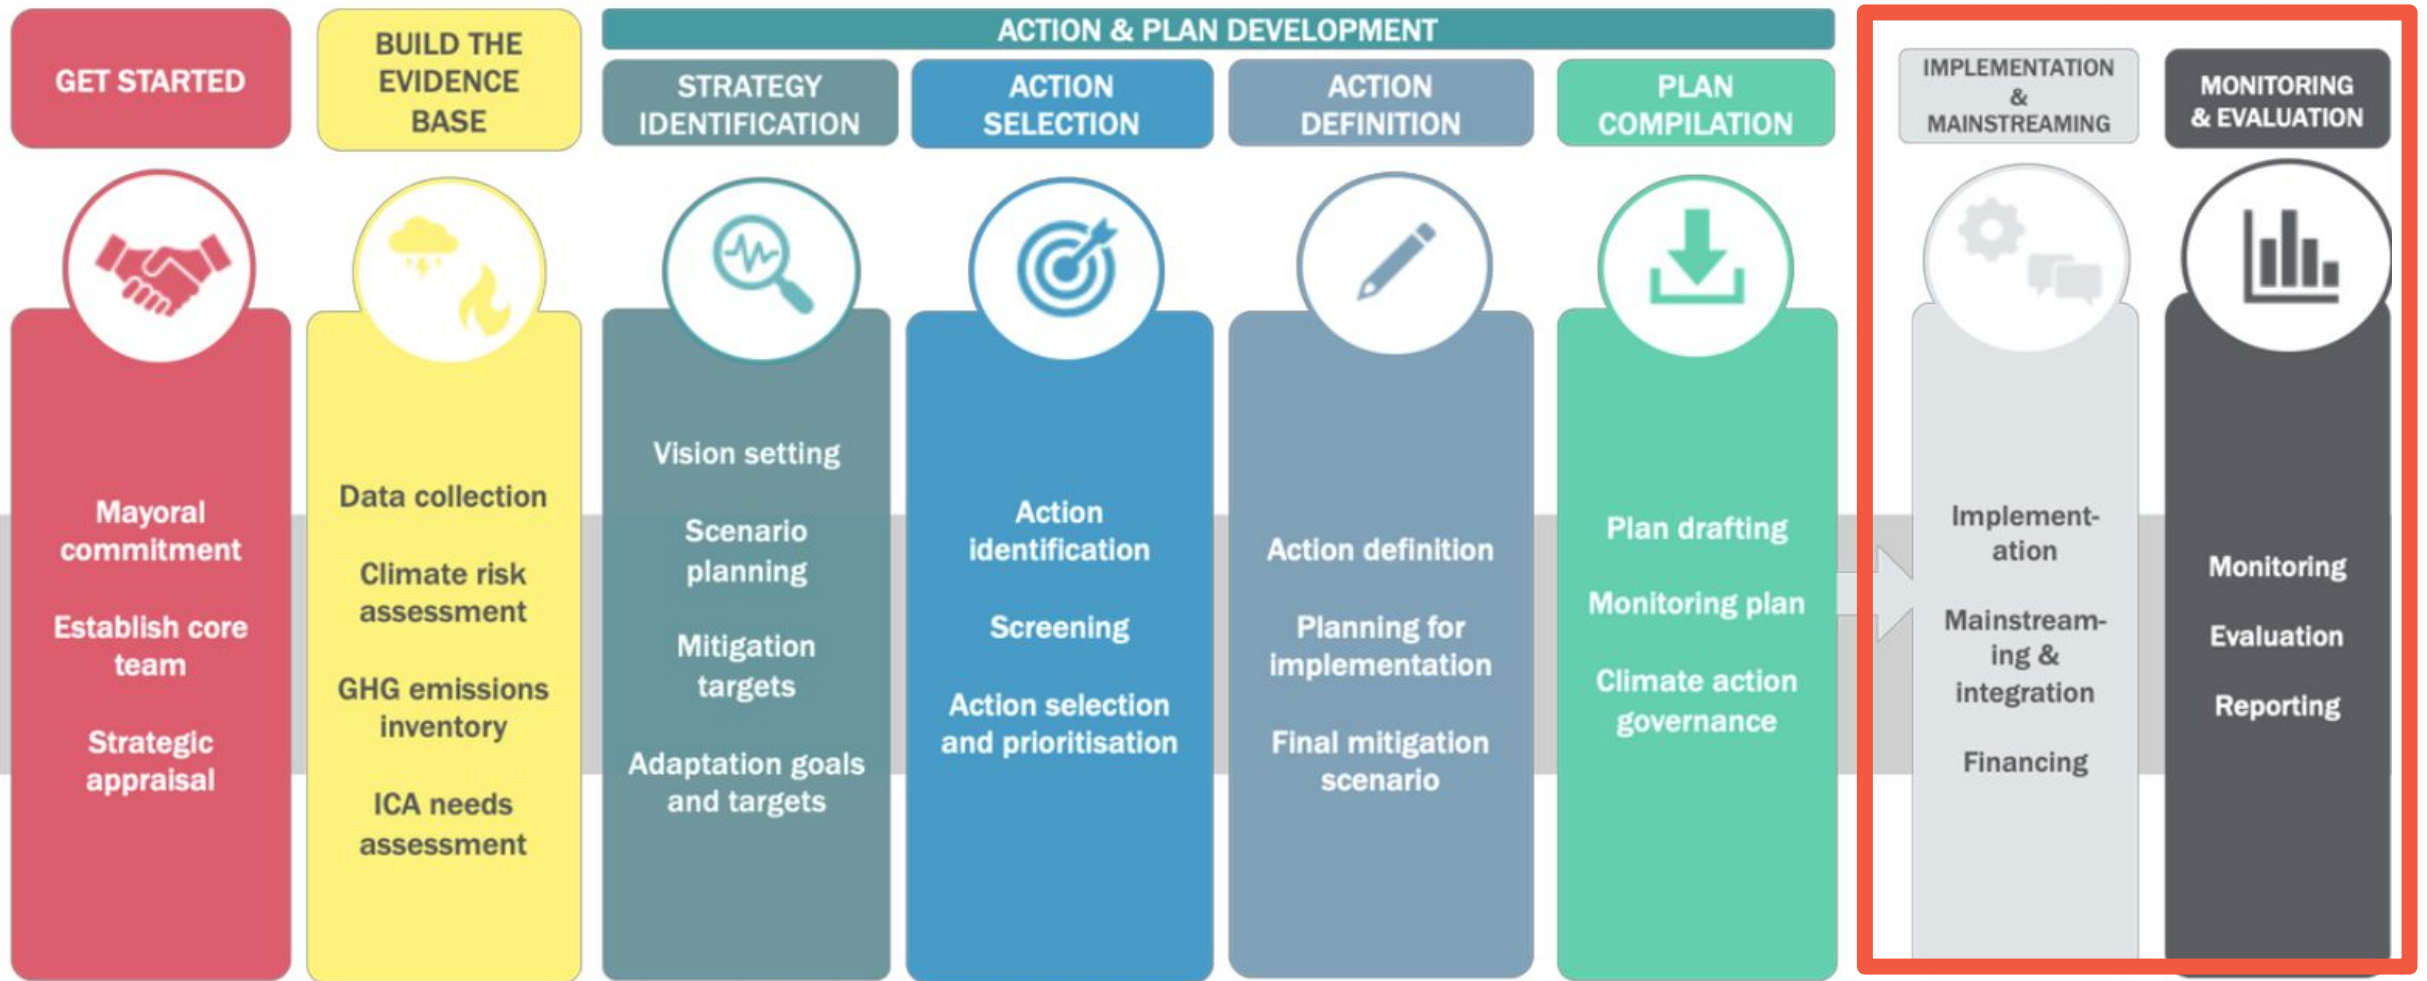 GET STARTED
BUILD THE
EVIDENCE
BASE
ACTION & PLAN DEVELOPMENT
STRATEGY
IDENTIFICATION
ACTION
SELECTION
ACTION
DEFINITION
PLAN
COMPILATION
IMPLEMENTATION
&
MAINSTREAMING
MONITORING
& EVALUATION
Mayoral
commitment
Establish core
team
Strategic
appraisal
Data collection
Climate risk
assessment
GHG emissions
inventory
ICA needs
assessment
Vision setting
Scenario
planning
Mitigation
targets
Adaptation goals
and targets
Action
identification
Screening
Action selection
and prioritisation
Action definition
Planning for
implementation
Final mitigation
scenario
Plan drafting
Monitoring plan
Climate action
governance
Implement-
ation
Mainstream-
ing &
integration
Financing
Monitoring
Evaluation
Reporting